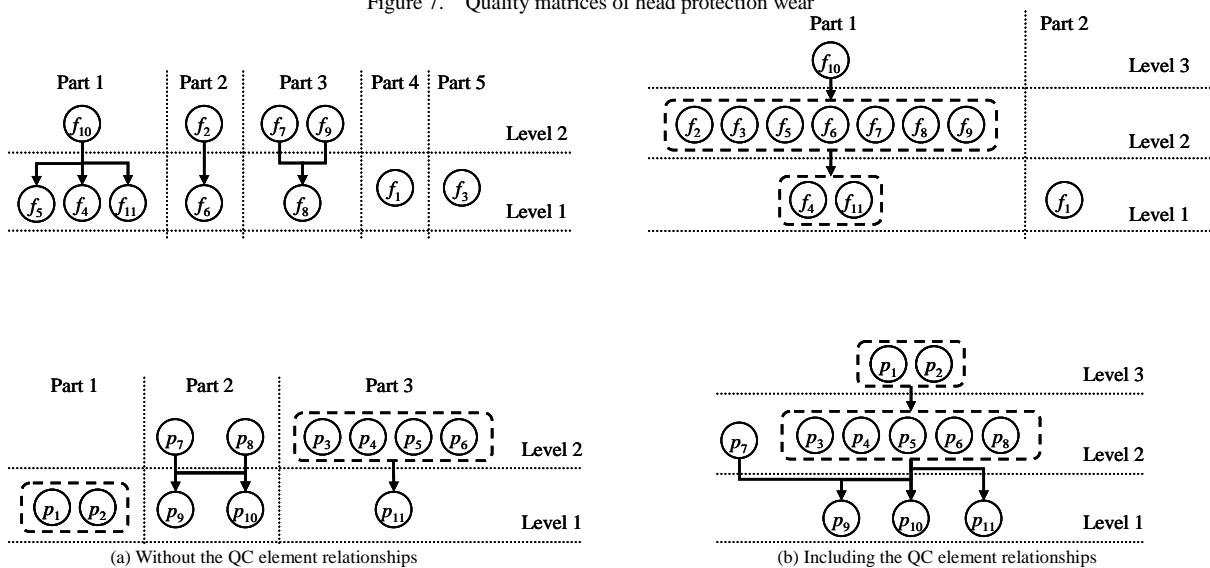 Figure 7. Quality matrices of head protection wear
Part 1 Part 2 Part 3 Part 4 Part 5
f10 f2 f7 f9 Level 2
f5 f4 f11 f6 f8 f1 f3 Level 1
Part 1 Part 2
f10 Level 3
f2 f3 f5 f6 f7 f8 f9 Level 2
f4 f11 f1 Level 1
Part 1 Part 2 Part 3
p7 p8 p3 p4 p5 p6 Level 2
p1 p2 p9 p10 p11 Level 1
(a) Without the QC element relationships
p1 p2 Level 3
p7 p3 p4 p5 p6 p8 Level 2
p9 p10 p11 Level 1
(b) Including the QC element relationships